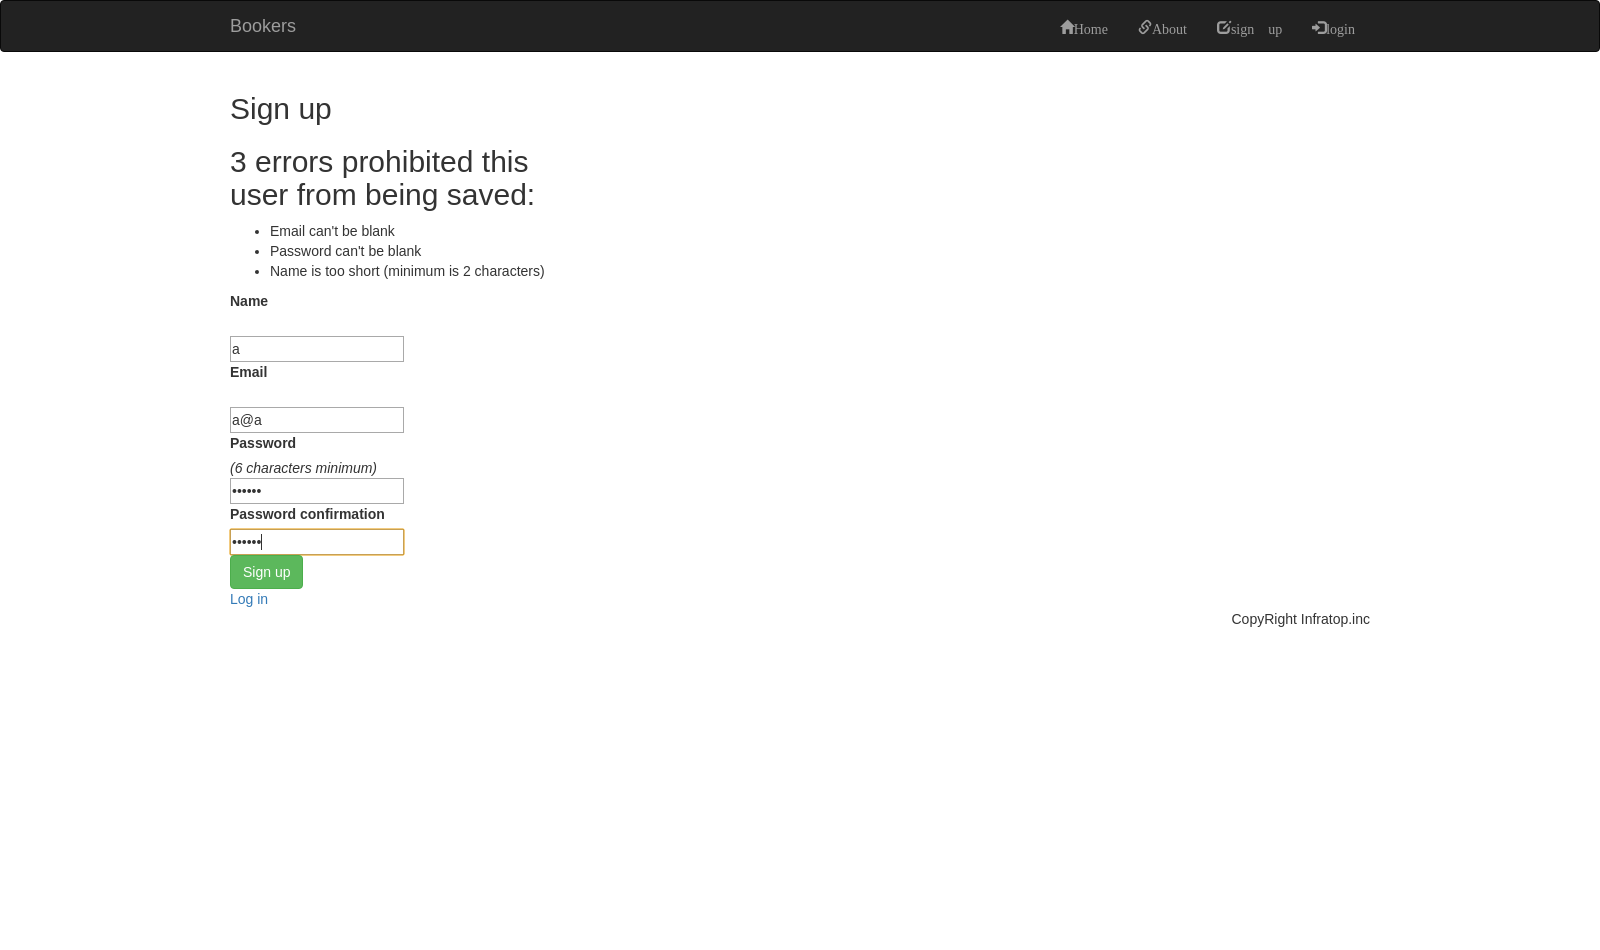 Bookers
Home
About
sign up
login
Sign up
3 errors prohibited this
user from being saved:
Email can't be blank
Password can't be blank
Name is too short (minimum is 2 characters)
Name
a
Email
a@a
Password
(6 characters minimum)
••••••
Password confirmation
••••••
Sign up
Log in
CopyRight Infratop.inc